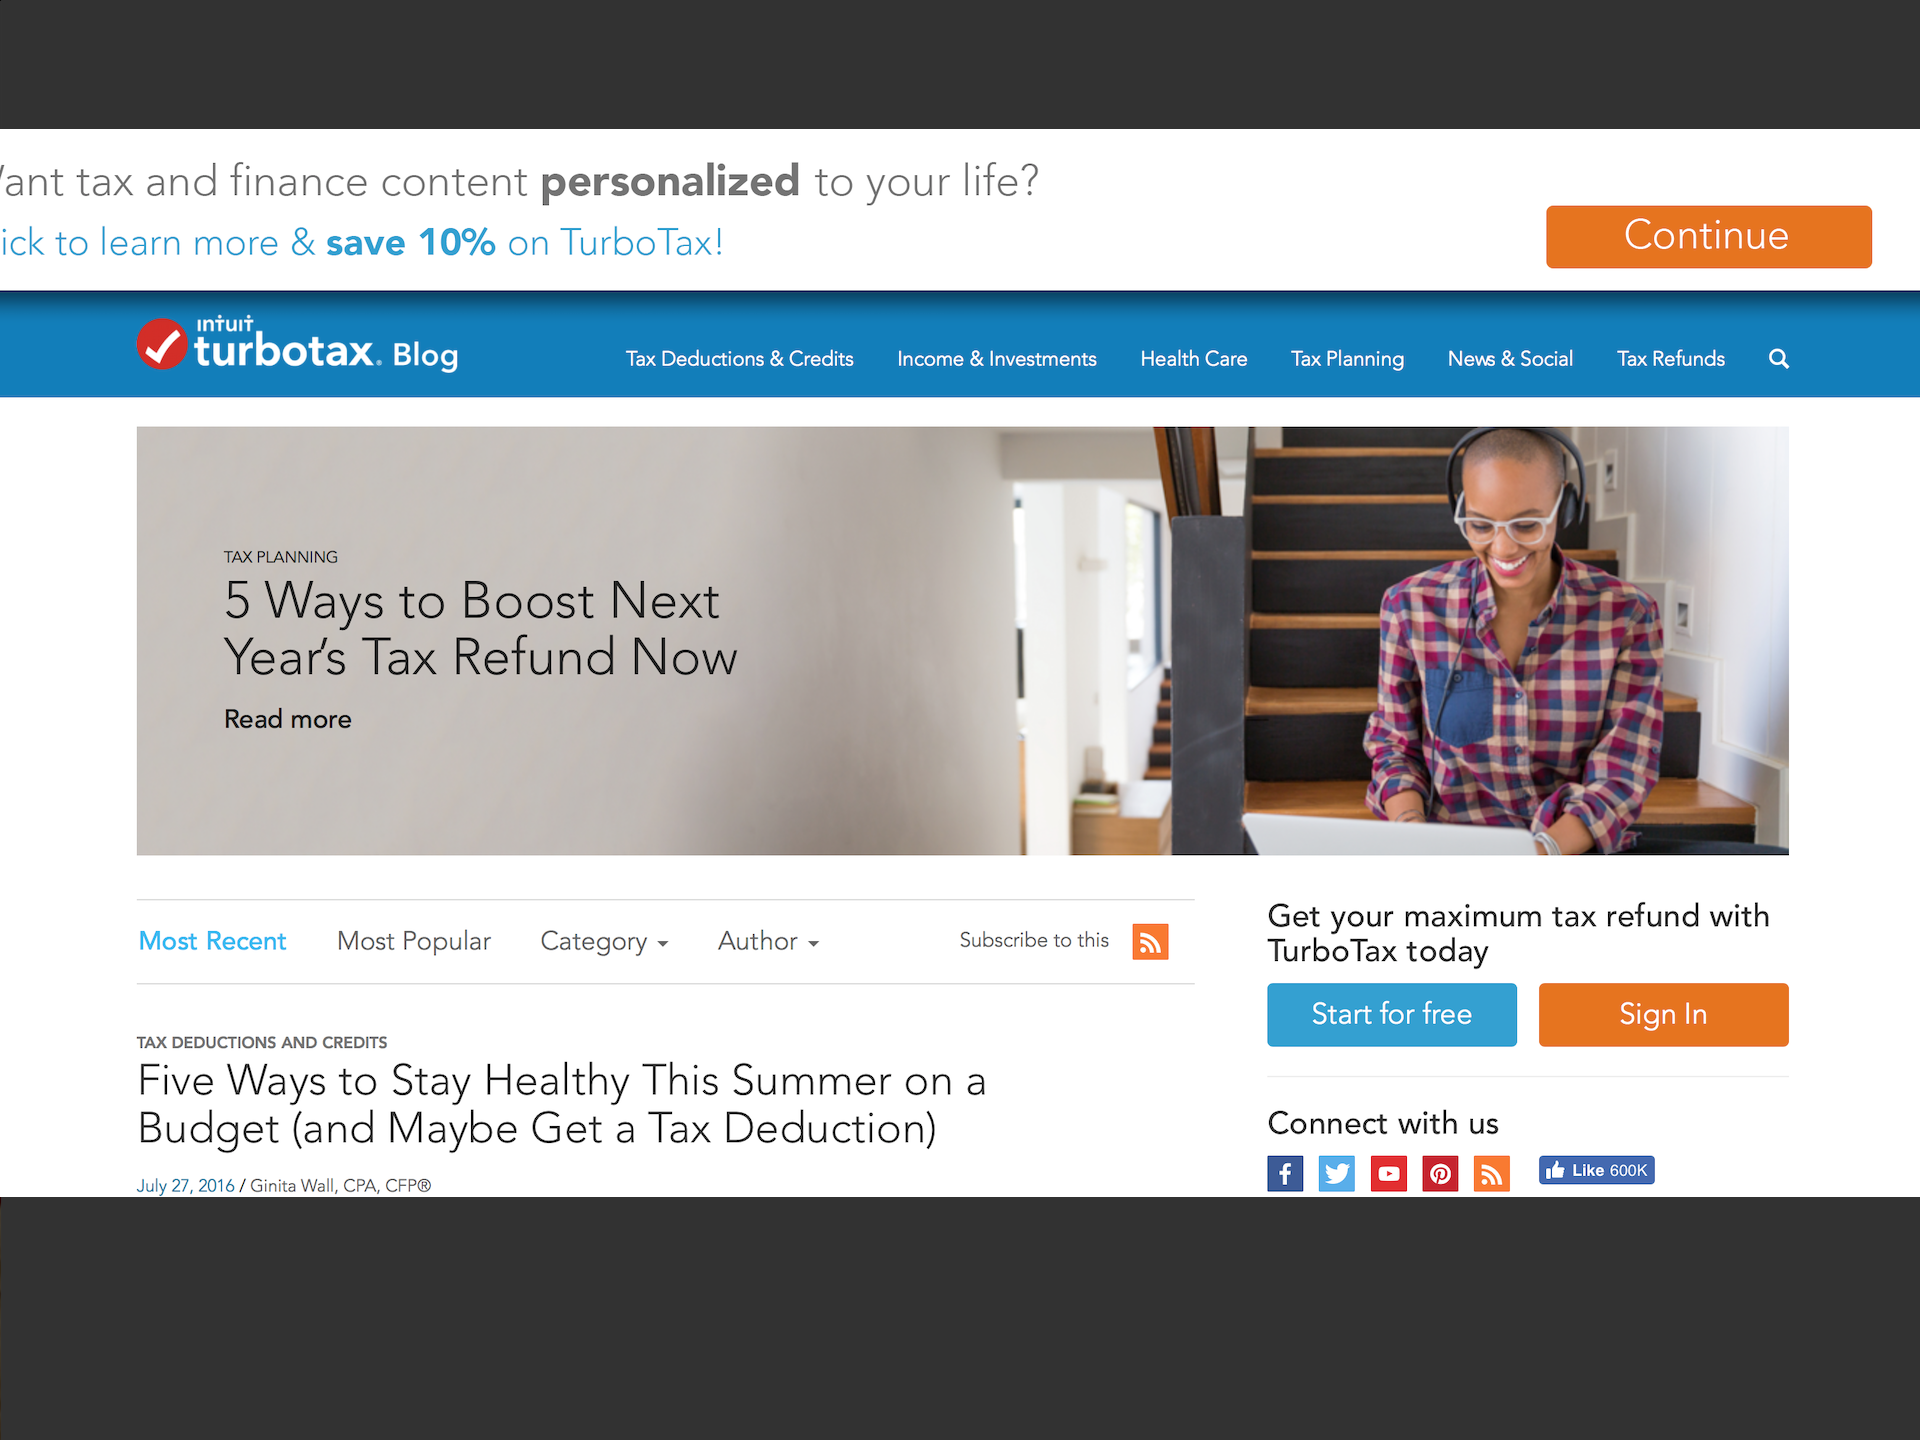 ant tax and finance content personalized to your life?
ick to learn more & save 10% on TurboTax!
Continue
intuit
turbotax. Blog
Tax Deductions & Credits
Income & Investments
Health Care
Tax Planning
News & Social
Tax Refunds
TAX PLANNING
5 Ways to Boost Next
Year's Tax Refund Now
Read more
Most Recent
Most Popular
Category
Author
Subscribe to this
Get your maximum tax refund with
TurboTax today
Start for free
Sign In
TAX DEDUCTIONS AND CREDITS
Five Ways to Stay Healthy This Summer on a
Budget (and Maybe Get a Tax Deduction)
July 27, 2016 / Ginita Wall, CPA, CFP®
Connect with us
Like 600K